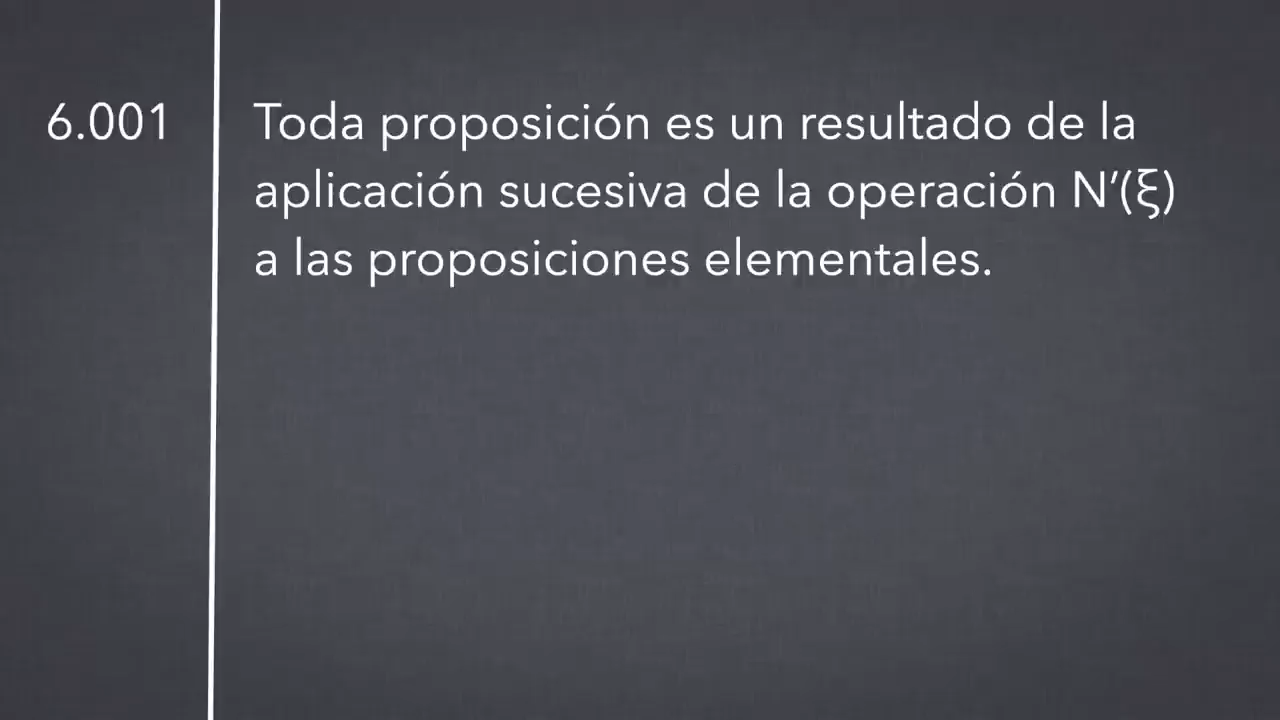 6.001
Toda proposición es un resultado de la
aplicación sucesiva de la operación N’(ξ)
a las proposiciones elementales.